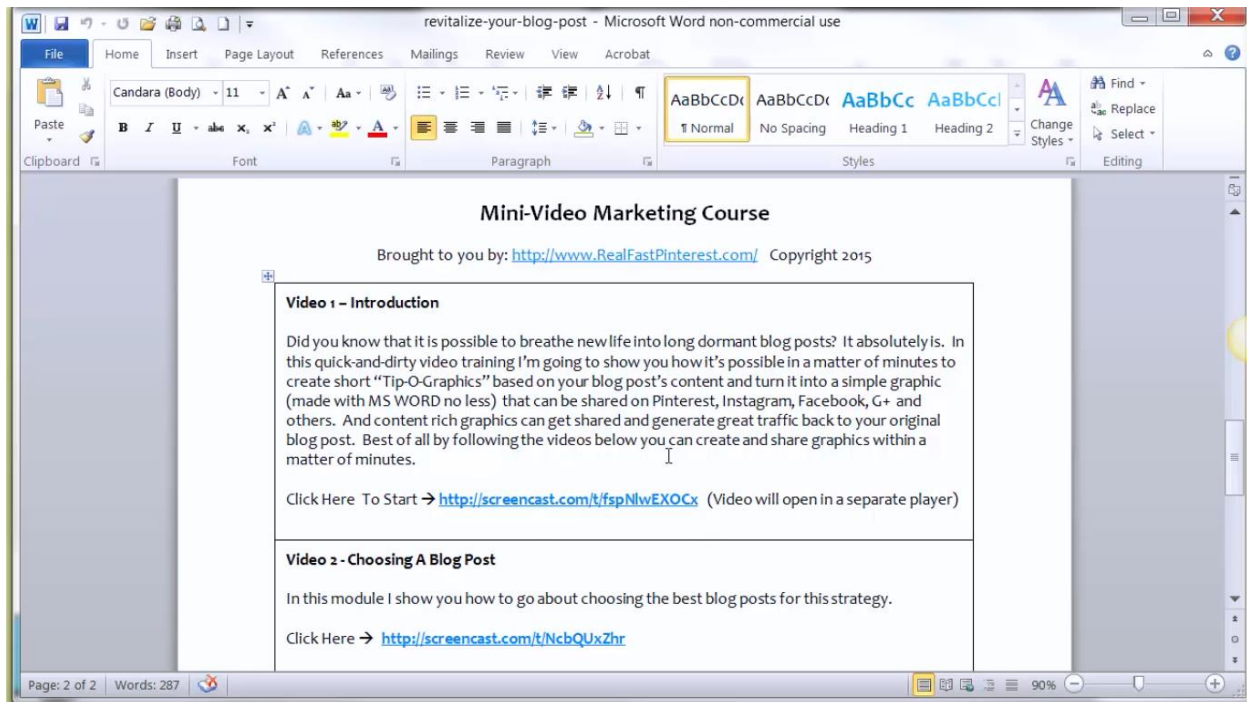 revitalize-your-blog-post - Microsoft Word non-commercial use
File Home Insert Page Layout References Mailings Review View Acrobat
Paste
Candara (Body) 11
Aa
B I U abc x₂ x²
AaBbCcDc AaBbCcDc AaBbCc AaBbCcI
¶ Normal No Spacing Heading 1 Heading 2
Change Styles
Find
Replace
Select
Clipboard Font Paragraph Styles Editing
Mini-Video Marketing Course
Brought to you by: http://www.RealFastPinterest.com/ Copyright 2015
Video 1 – Introduction
Did you know that it is possible to breathe new life into long dormant blog posts? It absolutely is. In
this quick-and-dirty video training I'm going to show you how it's possible in a matter of minutes to
create short “Tip-O-Graphics” based on your blog post's content and turn it into a simple graphic
(made with MS WORD no less) that can be shared on Pinterest, Instagram, Facebook, G+ and
others. And content rich graphics can get shared and generate great traffic back to your original
blog post. Best of all by following the videos below you can create and share graphics within a
matter of minutes.
Click Here To Start → http://screencast.com/t/fspNlwEXOCx (Video will open in a separate player)
Video 2 - Choosing A Blog Post
In this module I show you how to go about choosing the best blog posts for this strategy.
Click Here → http://screencast.com/t/NcbQUxZhr
Page: 2 of 2 Words: 287 90%